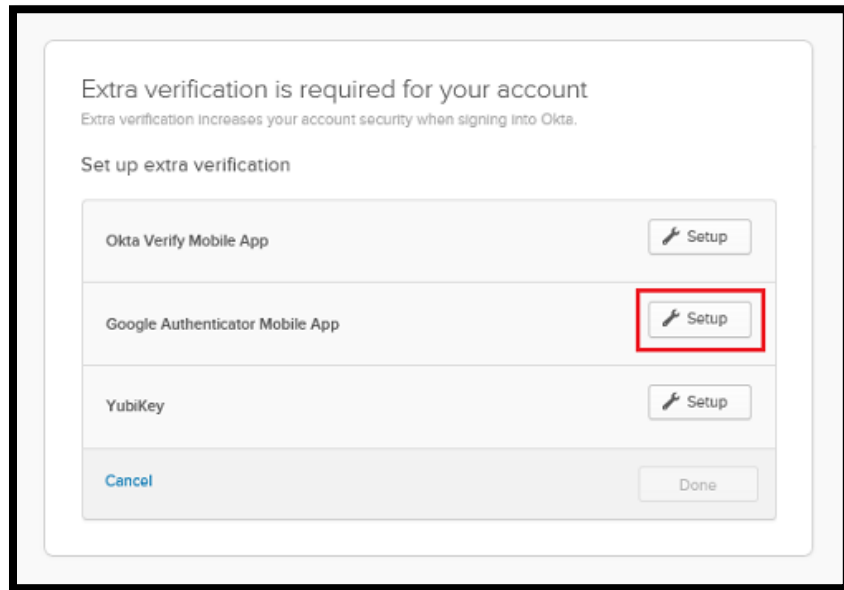 Extra verification is required for your account
Extra verification increases your account security when signing into Okta.
Set up extra verification
Okta Verify Mobile App
Setup
Google Authenticator Mobile App
Setup
YubiKey
Setup
Cancel
Done